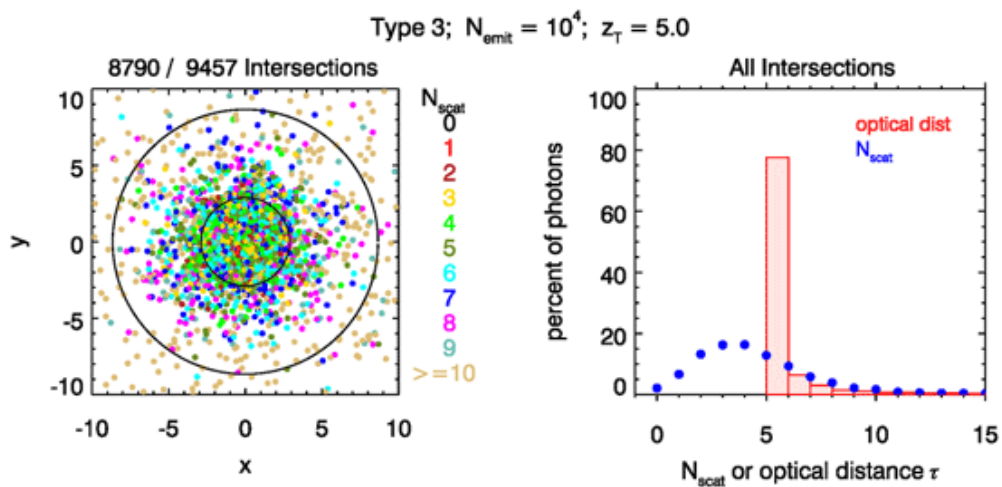 Type 3; N_emit = 10^4; z_T = 5.0
8790 / 9457 Intersections
10
5
0
-5
-10
y
-10 -5 0 5 10
x
N_scat
0
1
2
3
4
5
6
7
8
9
>=10
All Intersections
100
80
60
40
20
0
percent of photons
optical dist
N_scat
0 5 10 15
N_scat or optical distance τ